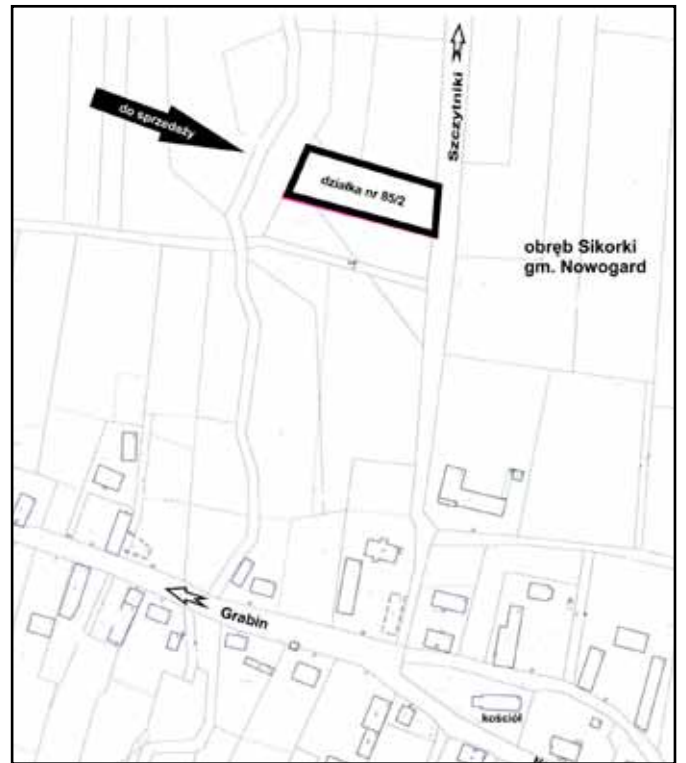 Szczytniki
do sprzedaży
działka nr 85/2
obręb Sikorki
gm. Nowogard
Grabin
kościół